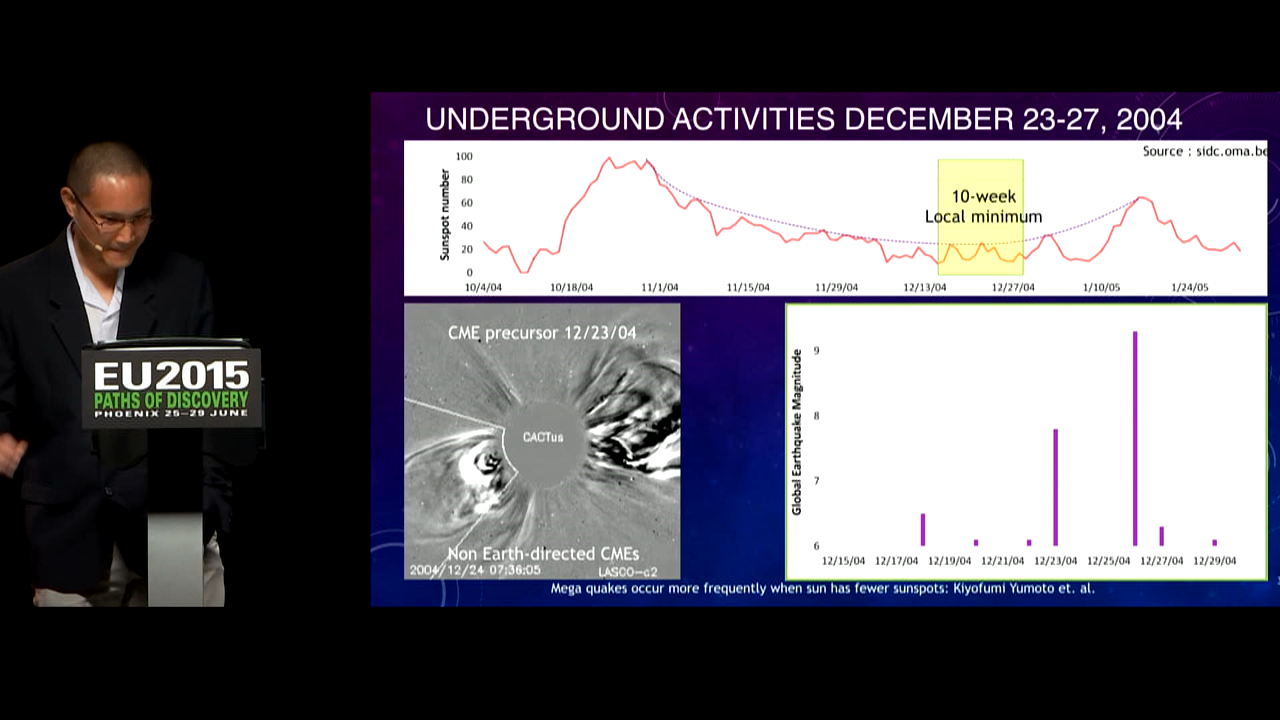 UNDERGROUND ACTIVITIES DECEMBER 23-27, 2004
Source : sidc.oma.be
Sunspot number
100
80
60
40
20
0
10-week
Local minimum
10/4/04 10/18/04 11/1/04 11/15/04 11/29/04 12/13/04 12/27/04 1/10/05 1/24/05
CME precursor 12/23/04
CACTus
Non Earth-directed CMEs
2004/12/24 07:36:05 LASCO-c2
Global Earthquake Magnitude
9
8
7
6
12/15/04 12/17/04 12/19/04 12/21/04 12/23/04 12/25/04 12/27/04 12/29/04
Mega quakes occur more frequently when sun has fewer sunspots: Kiyofumi Yumoto et. al.
EU2015
PATHS OF DISCOVERY
PHOENIX 25–29 JUNE